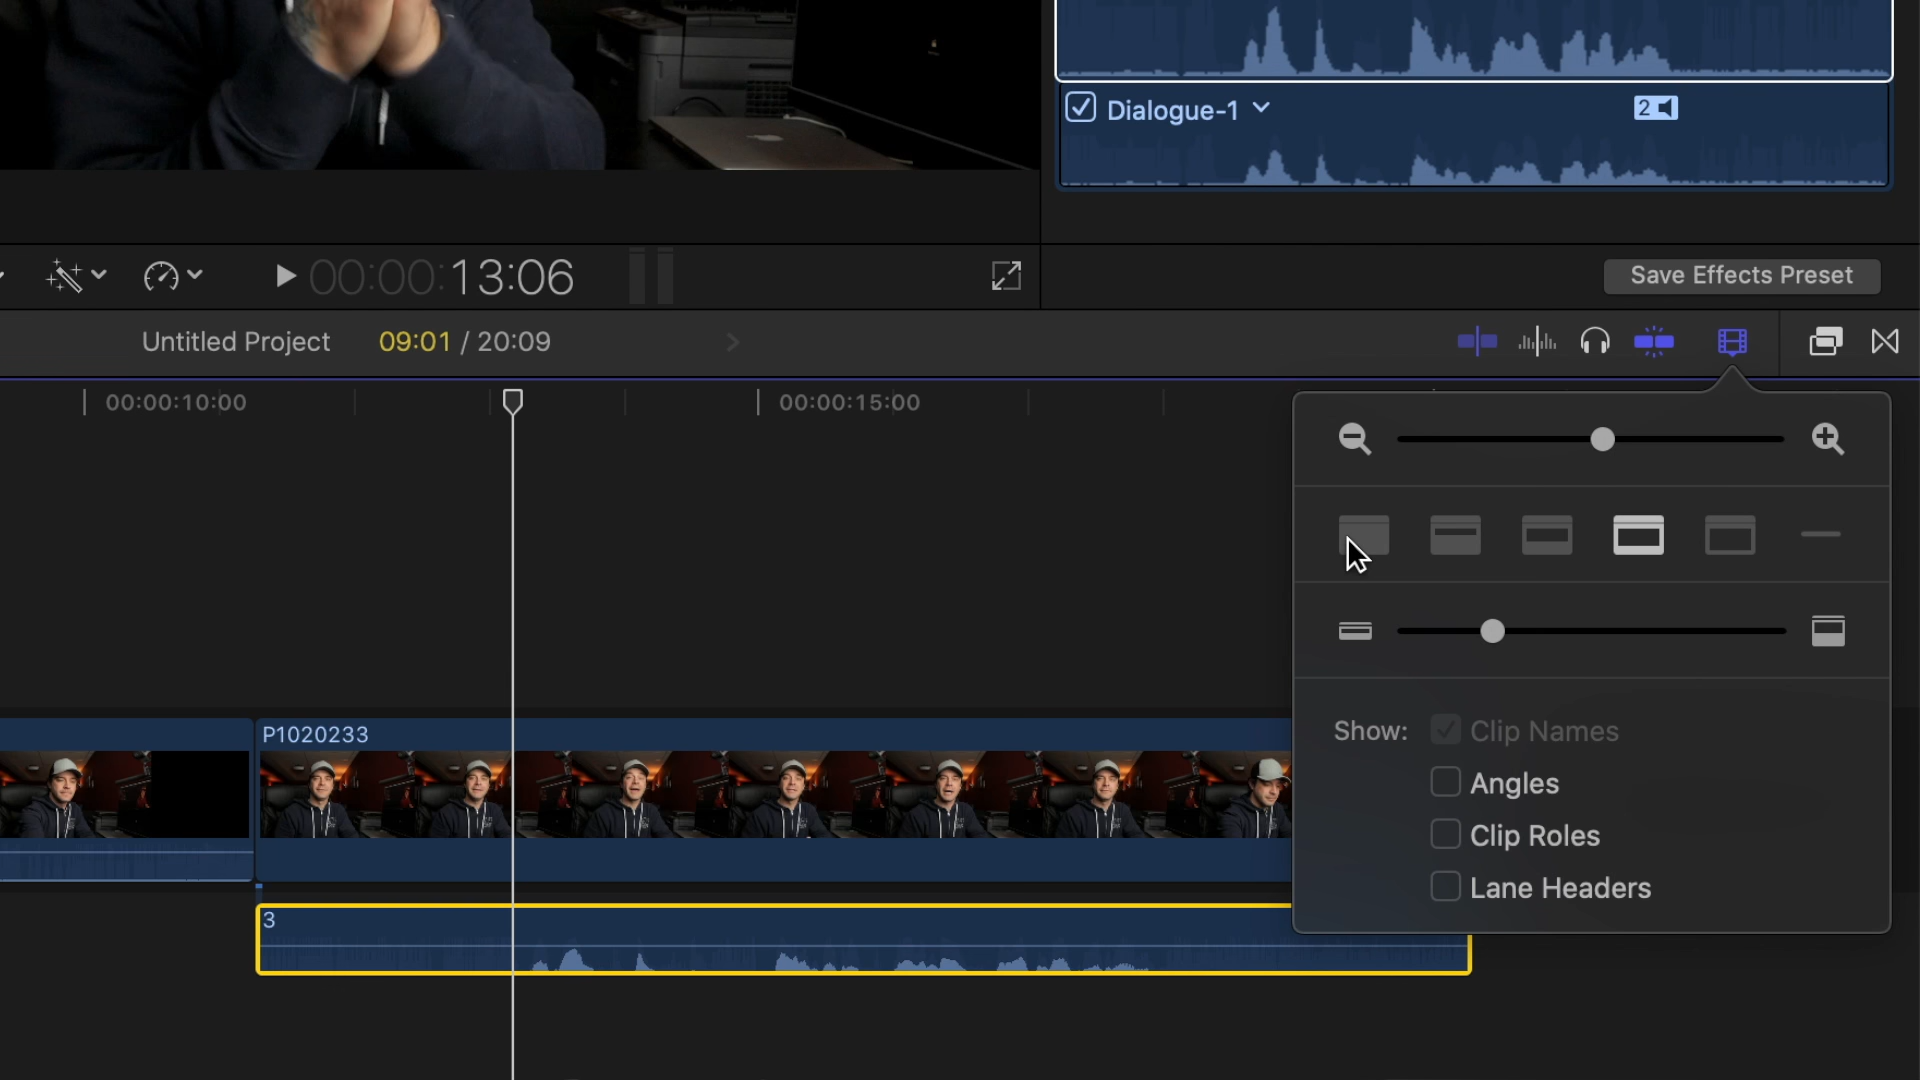 Dialogue-1
2
00:00:13:06
Save Effects Preset
Untitled Project 09:01 / 20:09
00:00:10:00
00:00:15:00
P1020233
3
Show: Clip Names
Angles
Clip Roles
Lane Headers